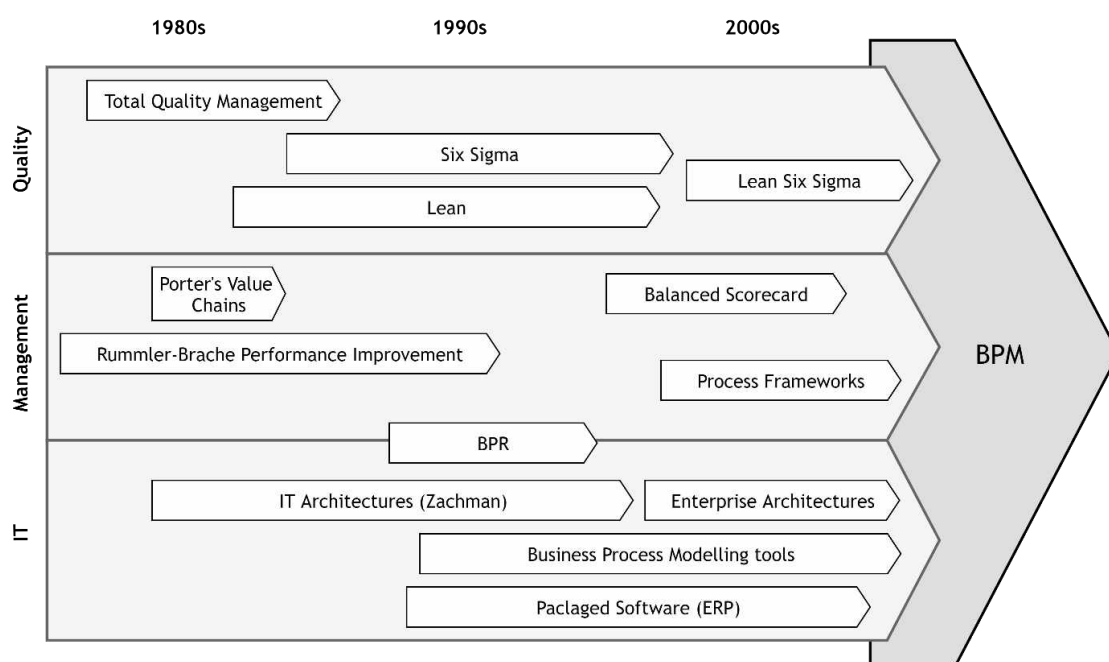 1980s 1990s 2000s
Quality
Total Quality Management
Six Sigma
Lean Six Sigma
Lean
Management
Porter's Value
Chains
Balanced Scorecard
Rummler-Brache Performance Improvement
Process Frameworks
BPM
BPR
IT
IT Architectures (Zachman)
Enterprise Architectures
Business Process Modelling tools
Paclaged Software (ERP)